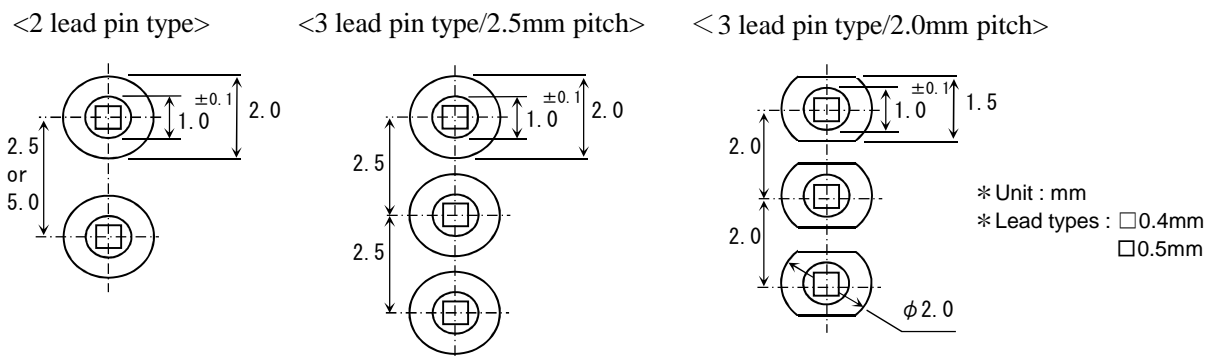 <2 lead pin type>
<3 lead pin type/2.5mm pitch>
<3 lead pin type/2.0mm pitch>
±0.1
1.0
2.0
2.5
or
5.0
±0.1
1.0
2.0
2.5
2.5
±0.1
1.0
1.5
2.0
2.0
φ2.0
*Unit : mm
*Lead types : □0.4mm
□0.5mm